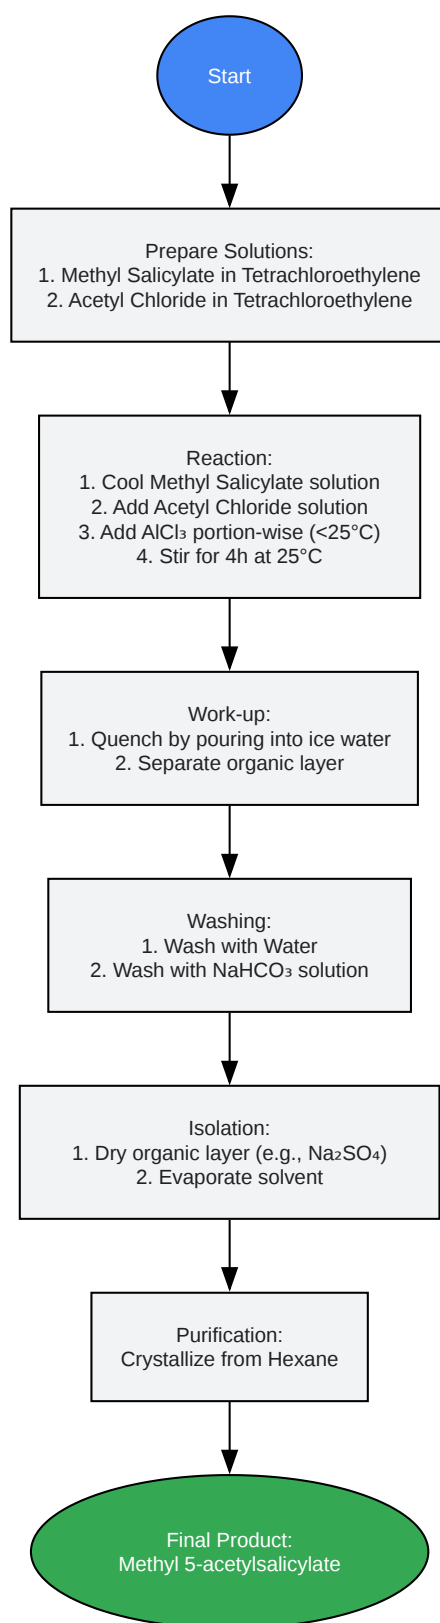 Start
Prepare Solutions:
1. Methyl Salicylate in Tetrachloroethylene
2. Acetyl Chloride in Tetrachloroethylene
Reaction:
1. Cool Methyl Salicylate solution
2. Add Acetyl Chloride solution
3. Add AlCl₃ portion-wise (<25°C)
4. Stir for 4h at 25°C
Work-up:
1. Quench by pouring into ice water
2. Separate organic layer
Washing:
1. Wash with Water
2. Wash with NaHCO₃ solution
Isolation:
1. Dry organic layer (e.g., Na₂SO₄)
2. Evaporate solvent
Purification:
Crystallize from Hexane
Final Product:
Methyl 5-acetylsalicylate